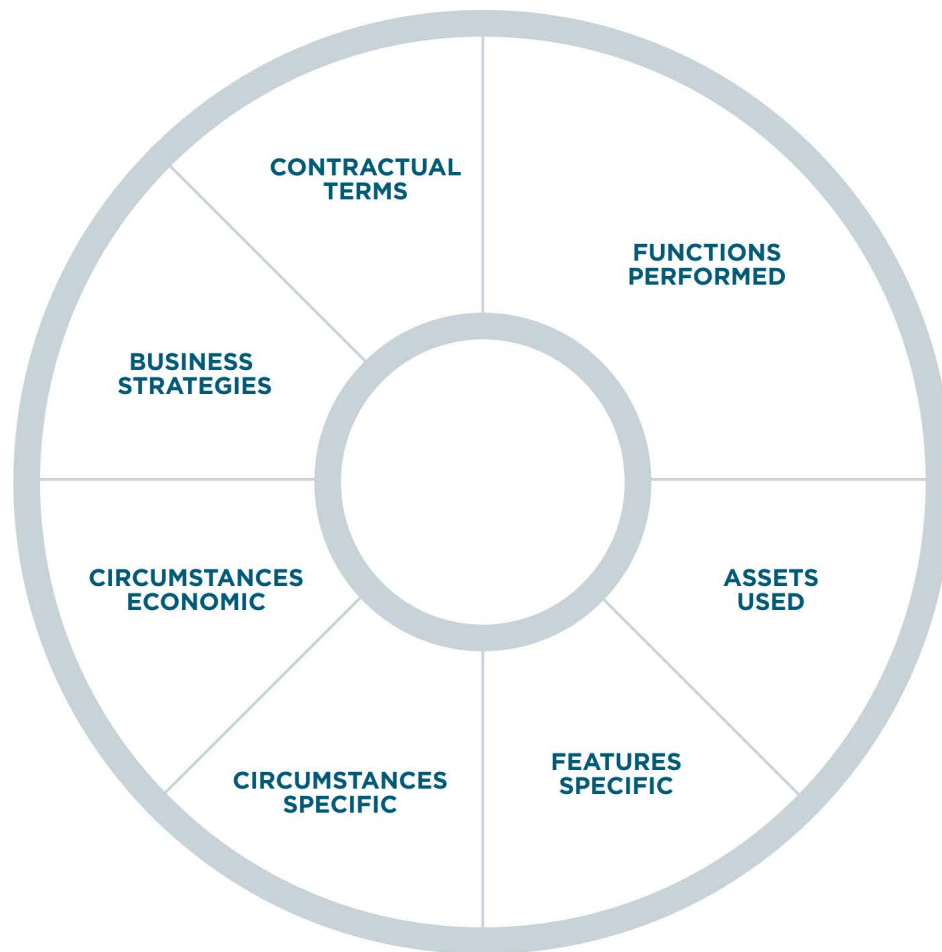 CONTRACTUAL
TERMS
FUNCTIONS
PERFORMED
BUSINESS
STRATEGIES
CIRCUMSTANCES
ECONOMIC
ASSETS
USED
CIRCUMSTANCES
SPECIFIC
FEATURES
SPECIFIC